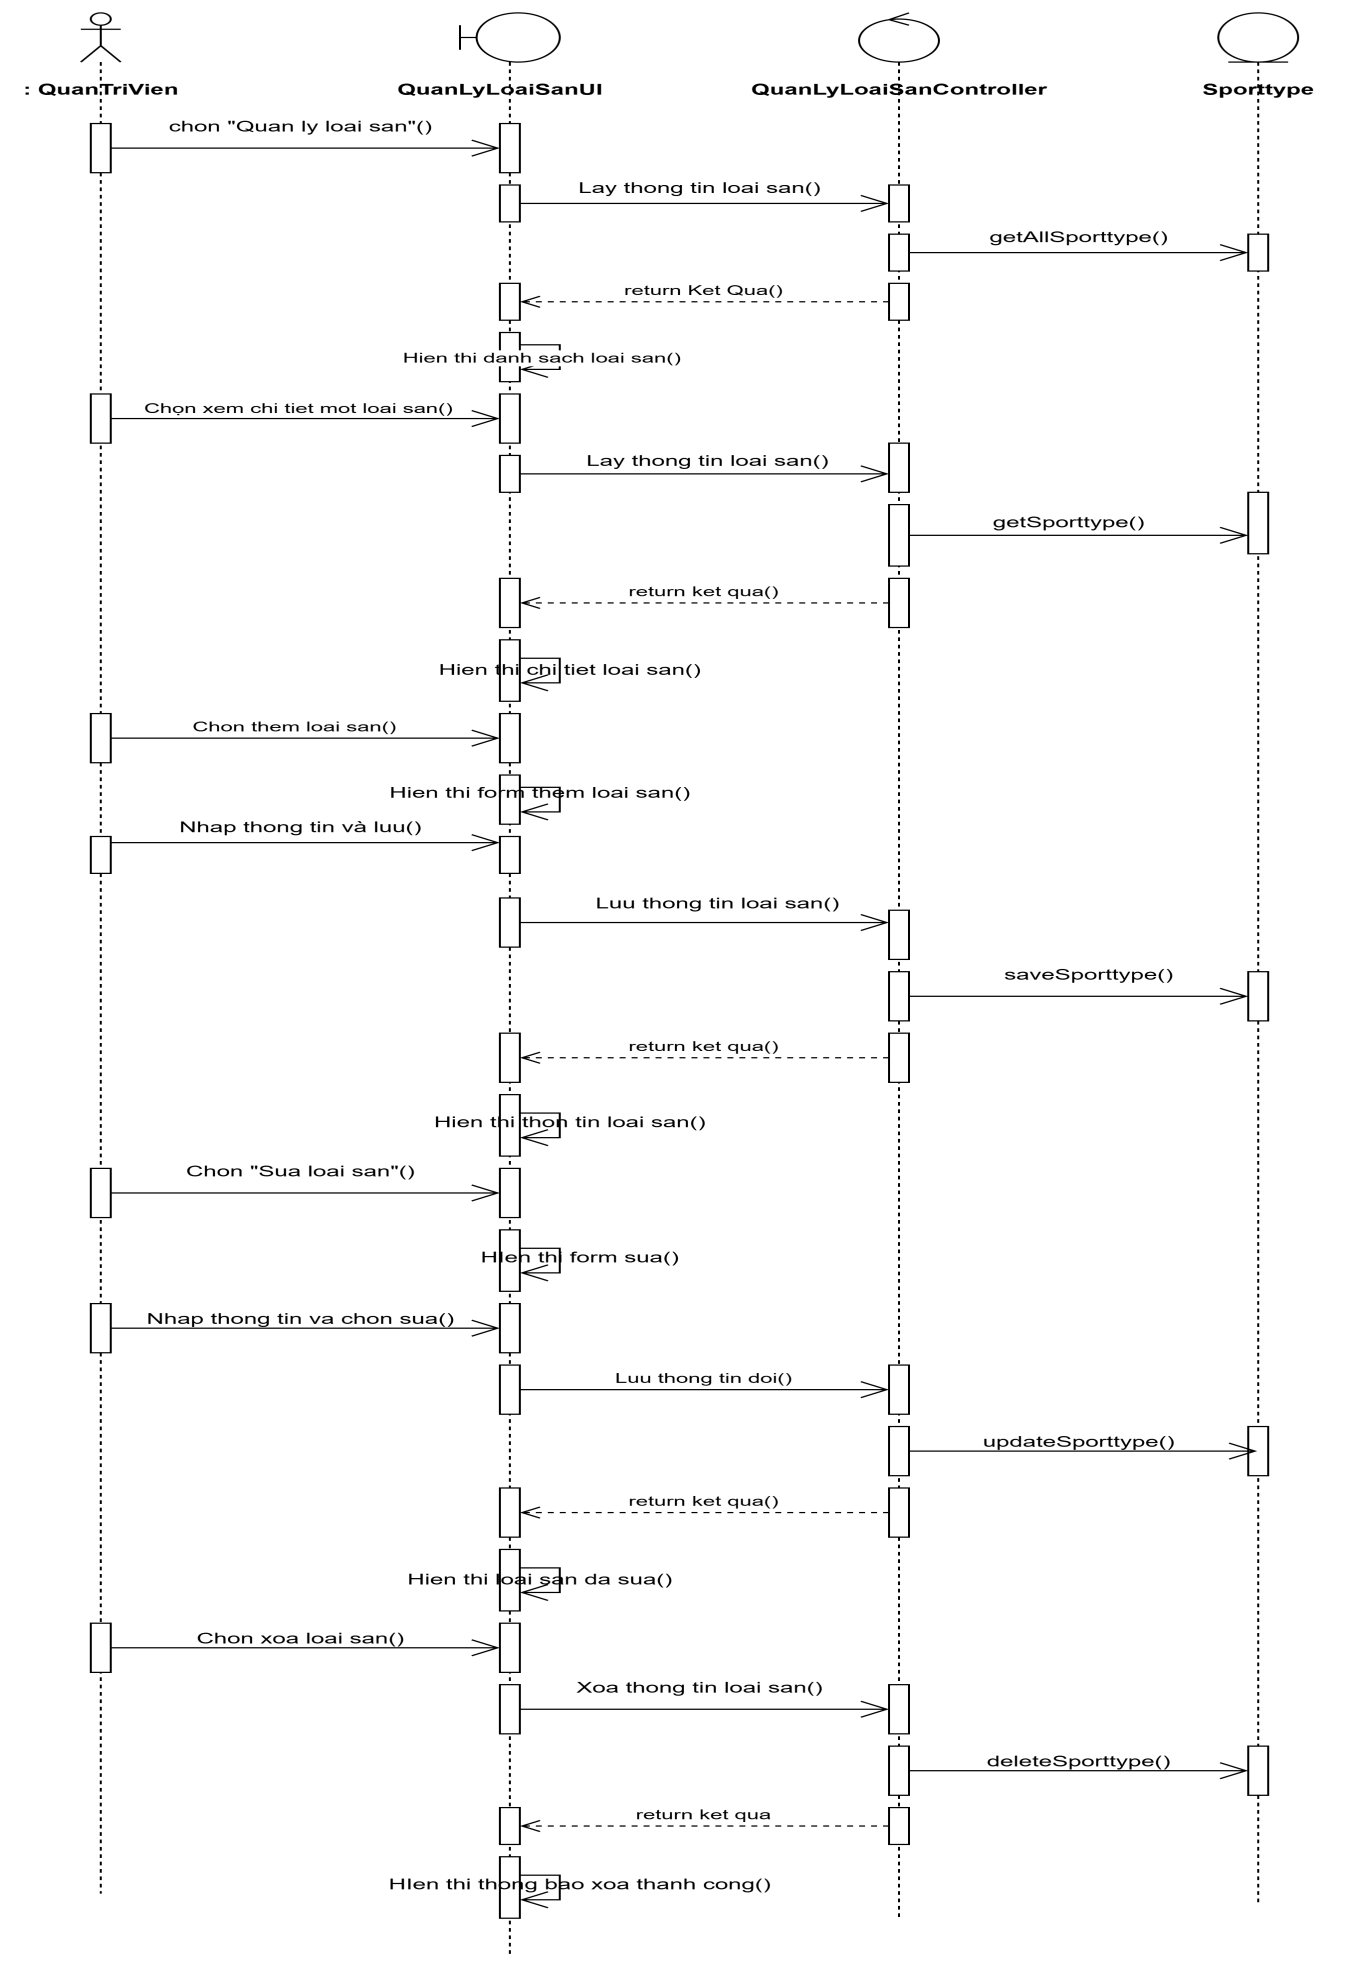 : QuanTriVien
QuanLyLoaiSanUI
QuanLyLoaiSanController
Sporttype
chon "Quan ly loai san"()
Lay thong tin loai san()
getAllSporttype()
return Ket Qua()
Hien thi danh sach loai san()
Chọn xem chi tiet mot loai san()
Lay thong tin loai san()
getSporttype()
return ket qua()
Hien thi chi tiet loai san()
Chon them loai san()
Hien thi form them loai san()
Nhap thong tin và luu()
Luu thong tin loai san()
saveSporttype()
return ket qua()
Hien thi thon tin loai san()
Chon "Sua loai san"()
HIen thi form sua()
Nhap thong tin va chon sua()
Luu thong tin doi()
updateSporttype()
return ket qua()
Hien thi loai san da sua()
Chon xoa loai san()
Xoa thong tin loai san()
deleteSporttype()
return ket qua
HIen thi thong bao xoa thanh cong()